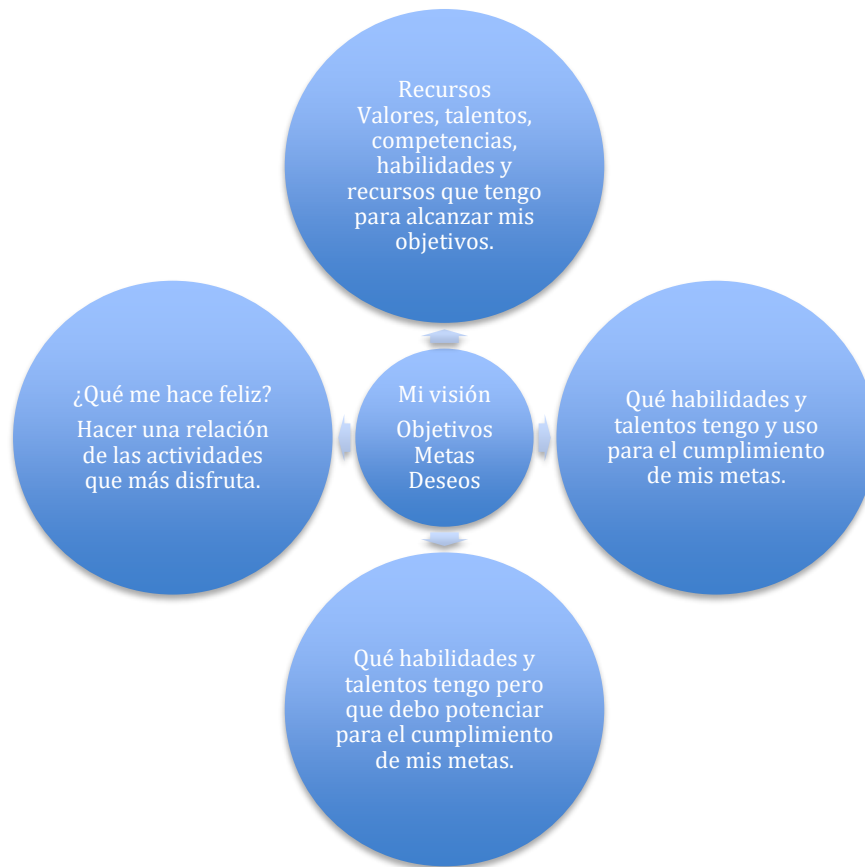 Recursos
Valores, talentos,
competencias,
habilidades y
recursos que tengo
para alcanzar mis
objetivos.
¿Qué me hace feliz?
Hacer una relación
de las actividades
que más disfruta.
Mi visión
Objetivos
Metas
Deseos
Qué habilidades y
talentos tengo y uso
para el cumplimiento
de mis metas.
Qué habilidades y
talentos tengo pero
que debo potenciar
para el cumplimiento
de mis metas.